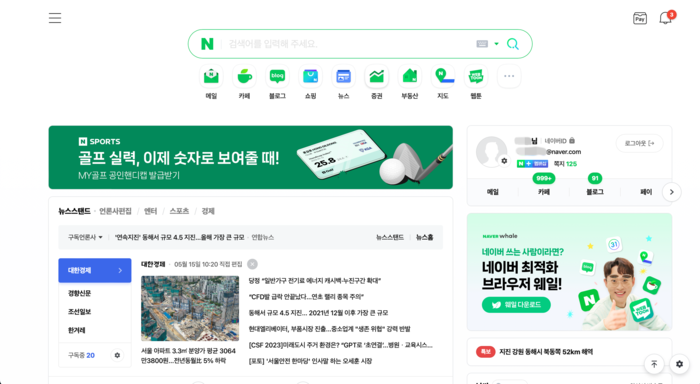 Pay
3
N
검색어를 입력해 주세요.
blog
N
WEB TOON
메일
카페
블로그
쇼핑
뉴스
증권
부동산
지도
웹툰
N SPORTS
골프 실력, 이제 숫자로 보여줄 때!
MY골프 공인핸디캡 발급받기
25.8
님 네이버ID
@naver.com
N + 멤버십 쪽지 125
로그아웃
999+
91
메일
카페
블로그
페이
뉴스스탠드 · 언론사편집 / 엔터 / 스포츠 / 경제
구독언론사 '연속지진' 동해서 규모 4.5 지진…올해 가장 큰 규모 · 연합뉴스
뉴스스탠드
뉴스홈
대한경제
경향신문
조선일보
한겨레
구독중 20
대한경제 · 05월 15일 10:20 직접 편집
서울 아파트 3.3㎡ 분양가 평균 3064
만3800원…전년동월比 5% 하락
당정 "일반가구 전기로 에너지 캐시백·누진구간 확대"
"CFD발 급락 안끝났다…연초 랠리 종목 주의"
동해서 규모 4.5 지진… 2021년 12월 이후 가장 큰 규모
현대엘리베이터, 부품시장 진출…중소업계 "생존 위협" 강력 반발
[CSF 2023]미래도시 주거 환경은? "GPT로 '초연결'…병원ㆍ교육시스…
[포토] '서울안전 한마당' 인사말 하는 오세훈 시장
NAVER whale
네이버 쓰는 사람이라면?
네이버 최적화
브라우저 웨일!
웨일 다운로드
31
WEB TOON
속보 지진 강원 동해시 북동쪽 52km 해역